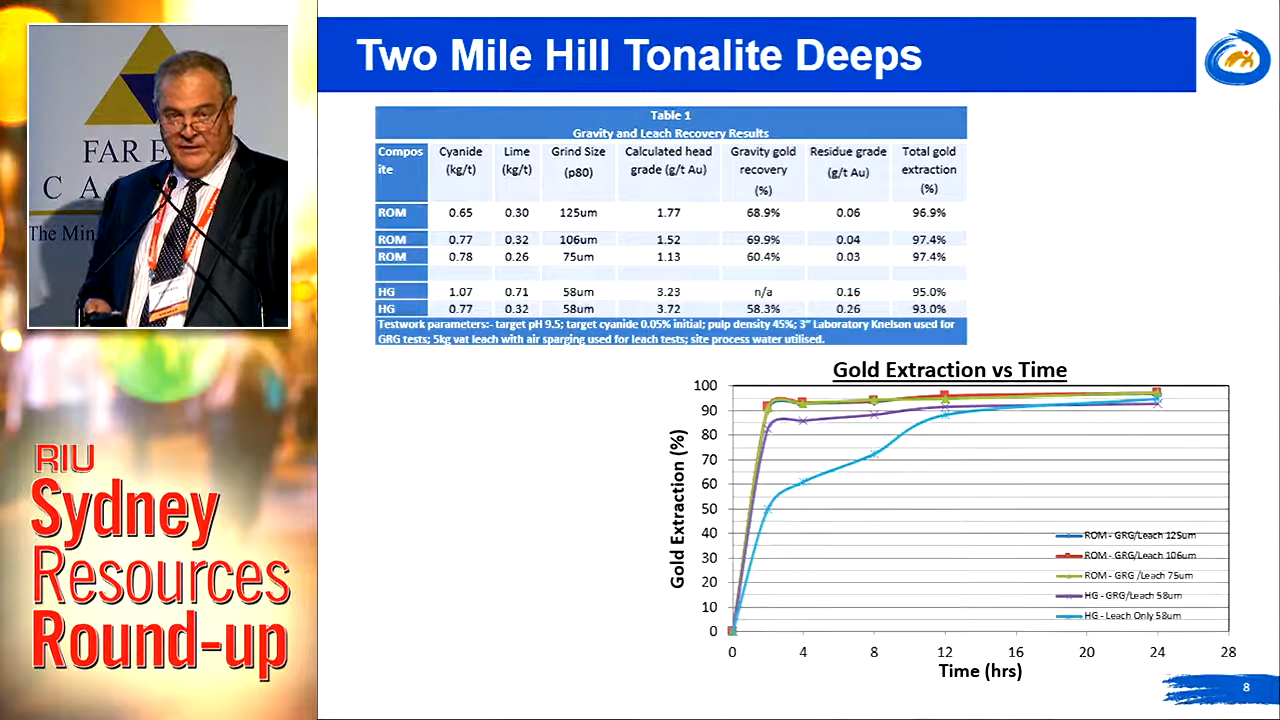 FAR E
C A
The Min
RIU
Sydney
Resources
Round-up
Two Mile Hill Tonalite Deeps
Table 1
Gravity and Leach Recovery Results
Compos ite Cyanide (kg/t) Lime (kg/t) Grind Size (p80) Calculated head grade (g/t Au) Gravity gold recovery (%) Residue grade (g/t Au) Total gold extraction (%)
ROM 0.65 0.30 125um 1.77 68.9% 0.06 96.9%
ROM 0.77 0.32 106um 1.52 69.9% 0.04 97.4%
ROM 0.78 0.26 75um 1.13 60.4% 0.03 97.4%
HG 1.07 0.71 58um 3.23 n/a 0.16 95.0%
HG 0.77 0.32 58um 3.72 58.3% 0.26 93.0%
Testwork parameters:- target pH 9.5; target cyanide 0.05% initial; pulp density 45%; 3" Laboratory Knelson used for
GRG tests; 5kg vat leach with air sparging used for leach tests; site process water utilised.
Gold Extraction vs Time
Gold Extraction (%)
100
90
80
70
60
50
40
30
20
10
0
ROM - GRG/Leach 125um
ROM - GRG/Leach 106um
ROM - GRG /Leach 75um
HG - GRG/Leach 58um
HG - Leach Only 58um
0 4 8 12 16 20 24 28
Time (hrs)
8